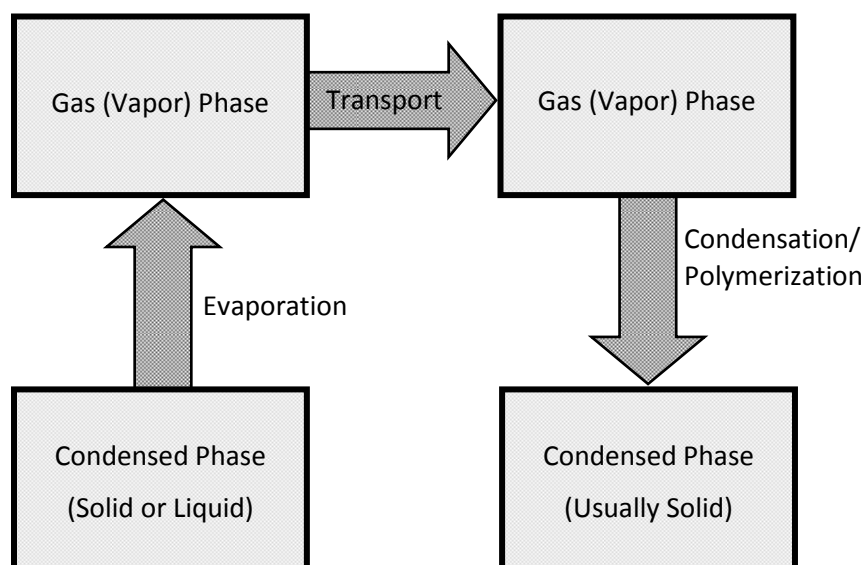 Gas (Vapor) Phase
Transport
Gas (Vapor) Phase
Evaporation
Condensation/
Polymerization
Condensed Phase
(Solid or Liquid)
Condensed Phase
(Usually Solid)